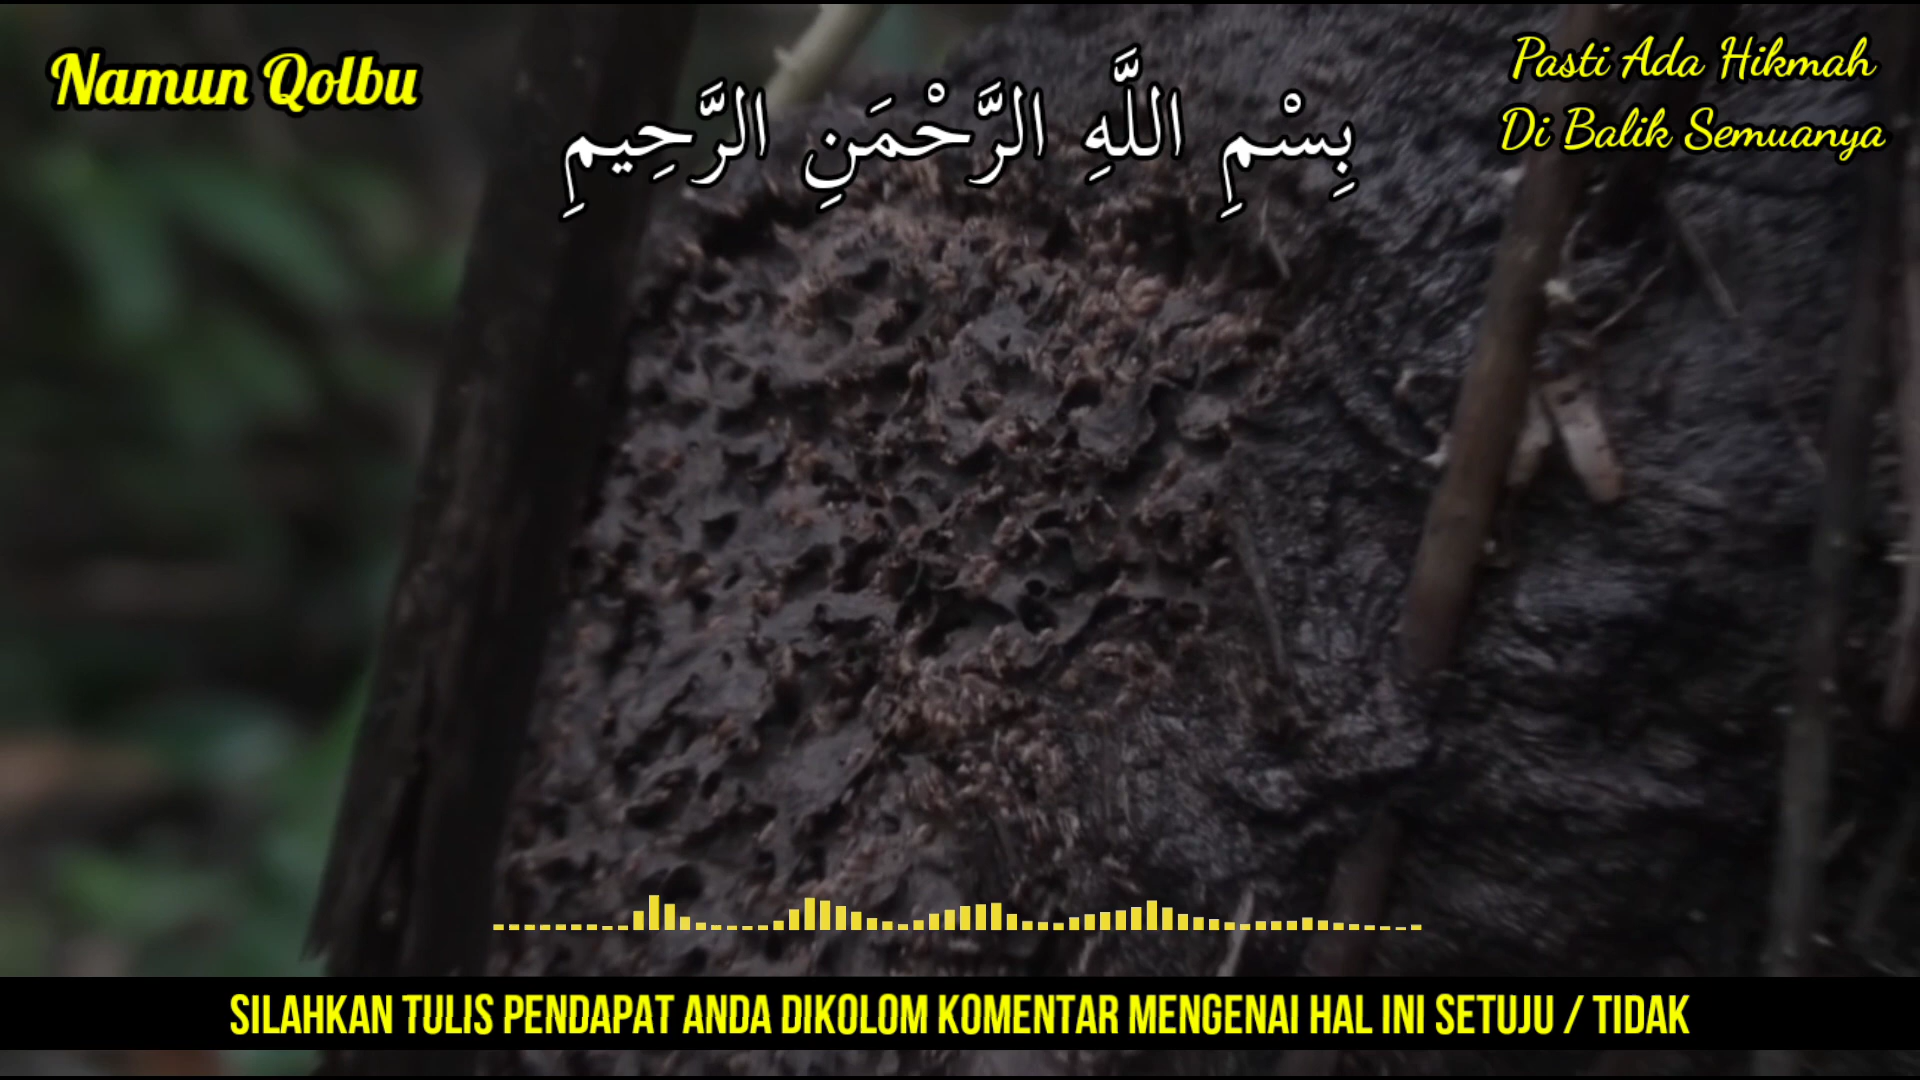 Namun Qolbu
بِسْمِ اللَّهِ الرَّحْمَنِ الرَّحِيمِ
Pasti Ada Hikmah
Di Balik Semuanya
SILAHKAN TULIS PENDAPAT ANDA DIKOLOM KOMENTAR MENGENAI HAL INI SETUJU / TIDAK